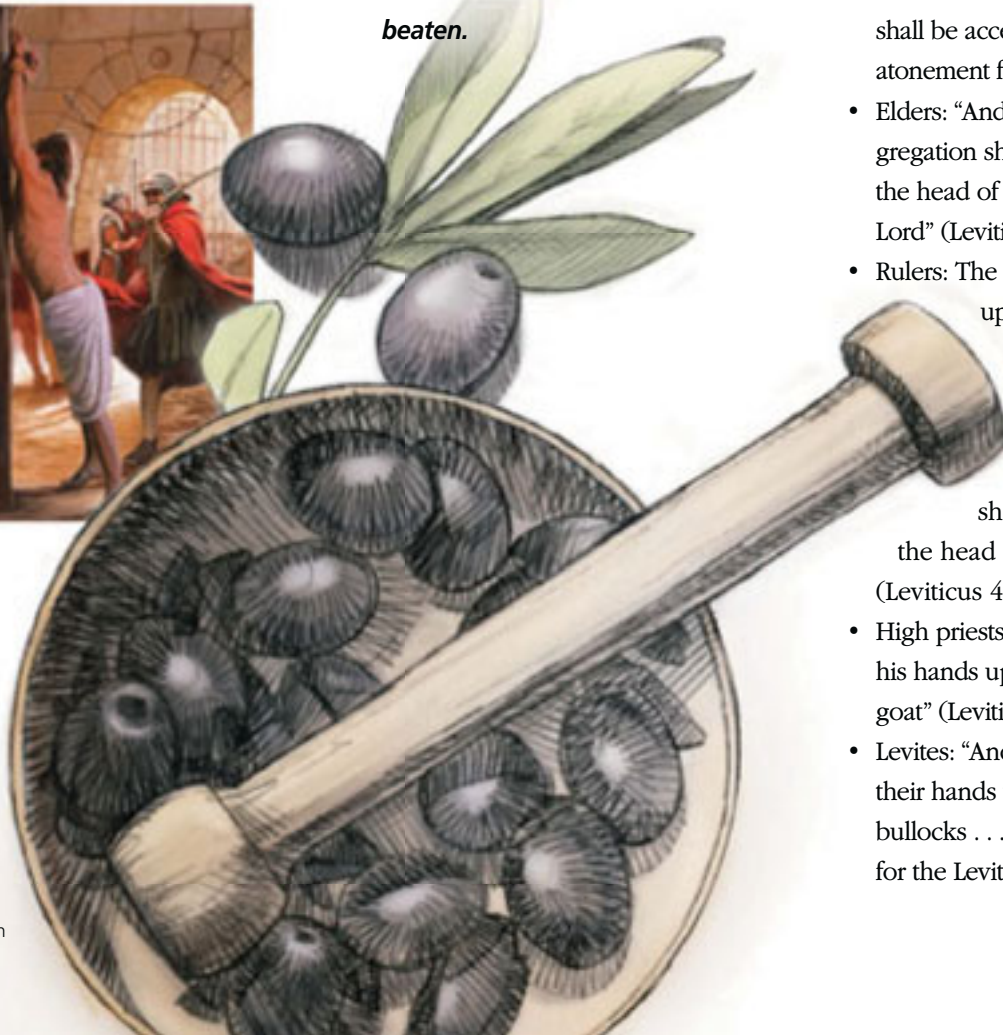 beaten.
shall be acce
atonement f
• Elders: “And
gregation sh
the head of
Lord” (Leviti
• Rulers: The
up
sh
the head
(Leviticus 4
• High priests
his hands up
goat” (Leviti
• Levites: “And
their hands
bullocks . . .
for the Levit
n